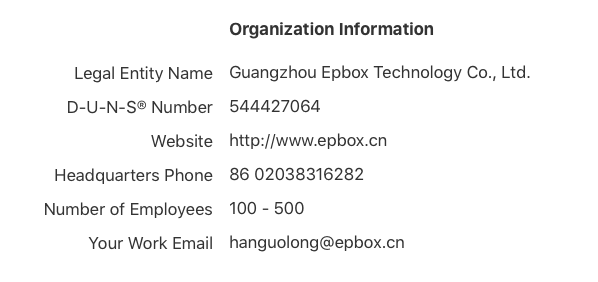 Organization Information
Legal Entity Name Guangzhou Epbox Technology Co., Ltd.
D-U-N-S® Number 544427064
Website http://www.epbox.cn
Headquarters Phone 86 02038316282
Number of Employees 100 - 500
Your Work Email hanguolong@epbox.cn